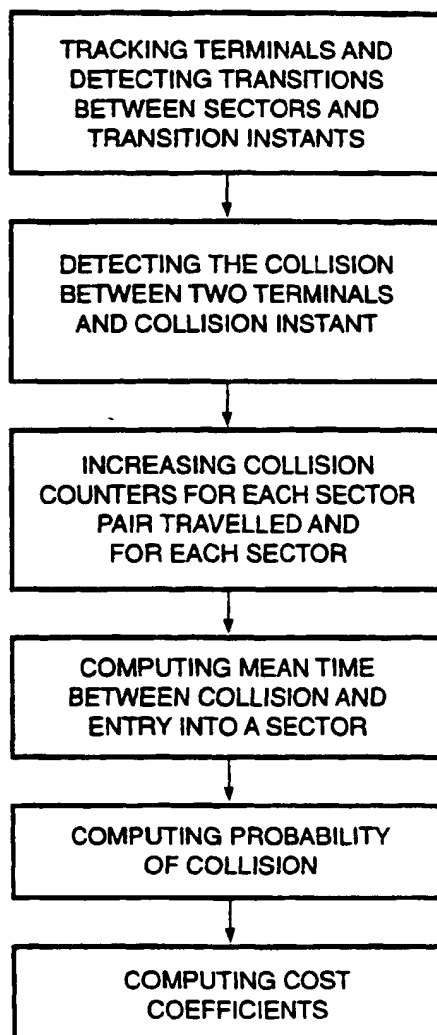 TRACKING TERMINALS AND
DETECTING TRANSITIONS
BETWEEN SECTORS AND
TRANSITION INSTANTS
DETECTING THE COLLISION
BETWEEN TWO TERMINALS
AND COLLISION INSTANT
INCREASING COLLISION
COUNTERS FOR EACH SECTOR
PAIR TRAVELLED AND
FOR EACH SECTOR
COMPUTING MEAN TIME
BETWEEN COLLISION AND
ENTRY INTO A SECTOR
COMPUTING PROBABILITY
OF COLLISION
COMPUTING COST
COEFFICIENTS